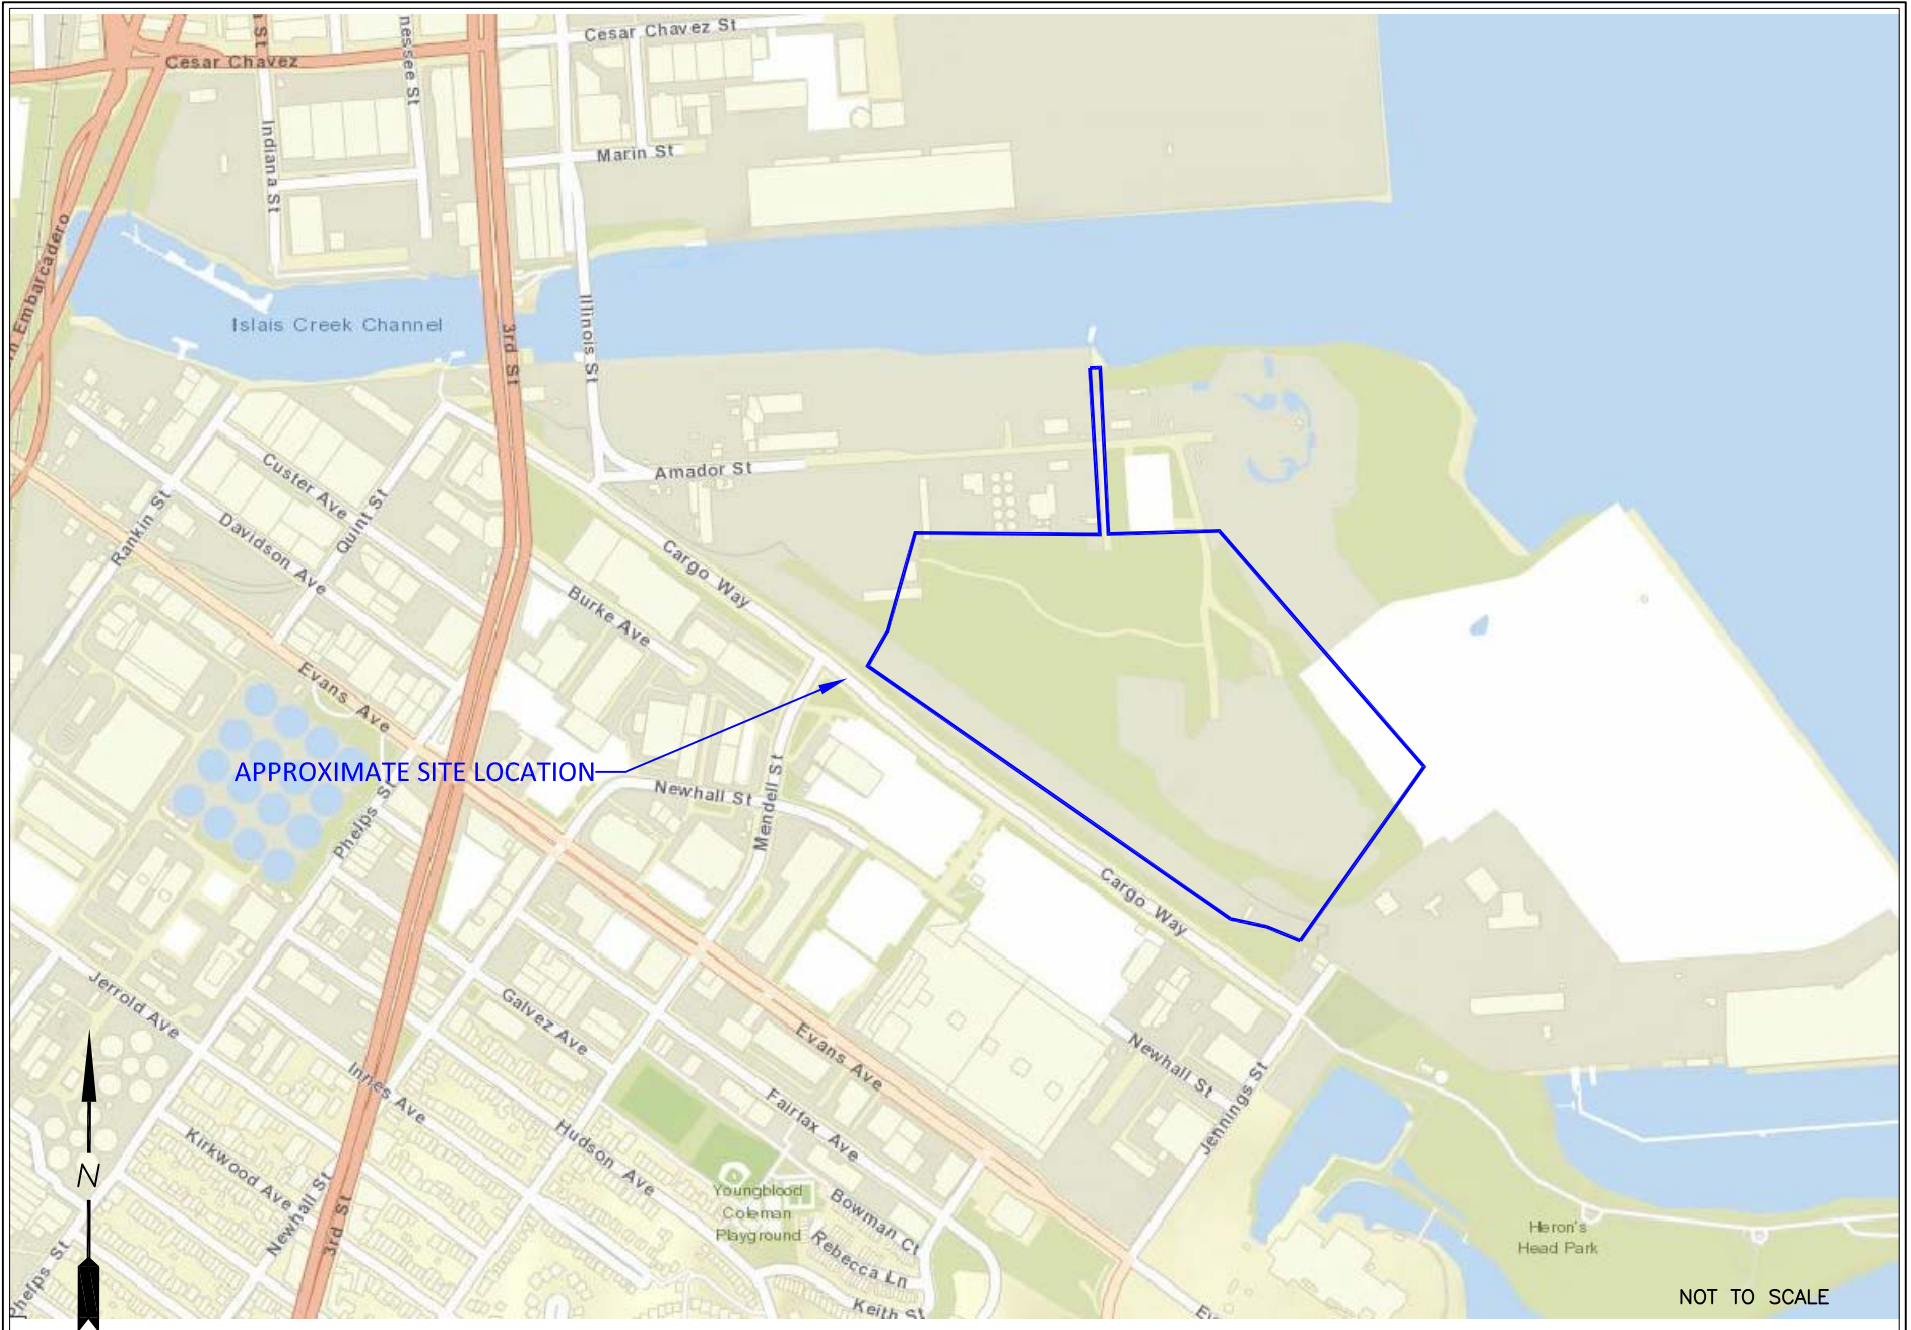 Cesar Chavez St
Cesar Chavez
Indiana St
Marin St
Islais Creek Channel
3rd St
Illinois St
Amador St
Custer Ave
Quint St
Rankin St
Davidson Ave
Cargo Way
Burke Ave
Evans Ave
APPROXIMATE SITE LOCATION
Newhall St
Mendell St
Phelps St
Cargo Way
Jerrold Ave
Galvez Ave
Evans Ave
Innes Ave
Newhall St
Jennings St
Fairfax Ave
Hudson Ave
Kirkwood Ave
N
Newhall St
3rd St
Youngblood
Coleman
Playground
Bowman Ct
Rebecca Ln
Heron's
Head Park
Phelps St
Keith St
NOT TO SCALE